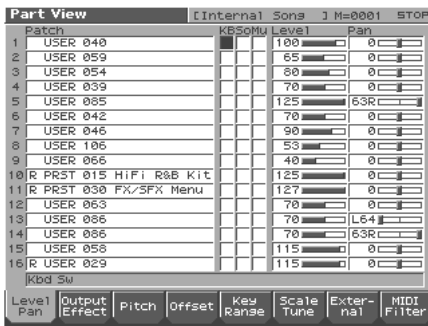 Part View [Internal Song ] M=0001 STOP
Patch KBSoMu Level Pan
1 USER 040 100 0
2 USER 059 65 0
3 USER 054 80 0
4 USER 039 70 0
5 USER 085 125 63R
6 USER 042 70 0
7 USER 046 90 0
8 USER 106 53 0
9 USER 066 40 0
10 R PRST 015 HiFi R&B Kit 125 0
11 R PRST 030 FX/SFX Menu 127 0
12 USER 063 70 0
13 USER 086 70 L64
14 USER 086 70 63R
15 USER 058 115 0
16 R USER 029 115 0
Kbd Sw
Level Pan Output Effect Pitch Offset Key Range Scale Tune Exter-nal MIDI Filter